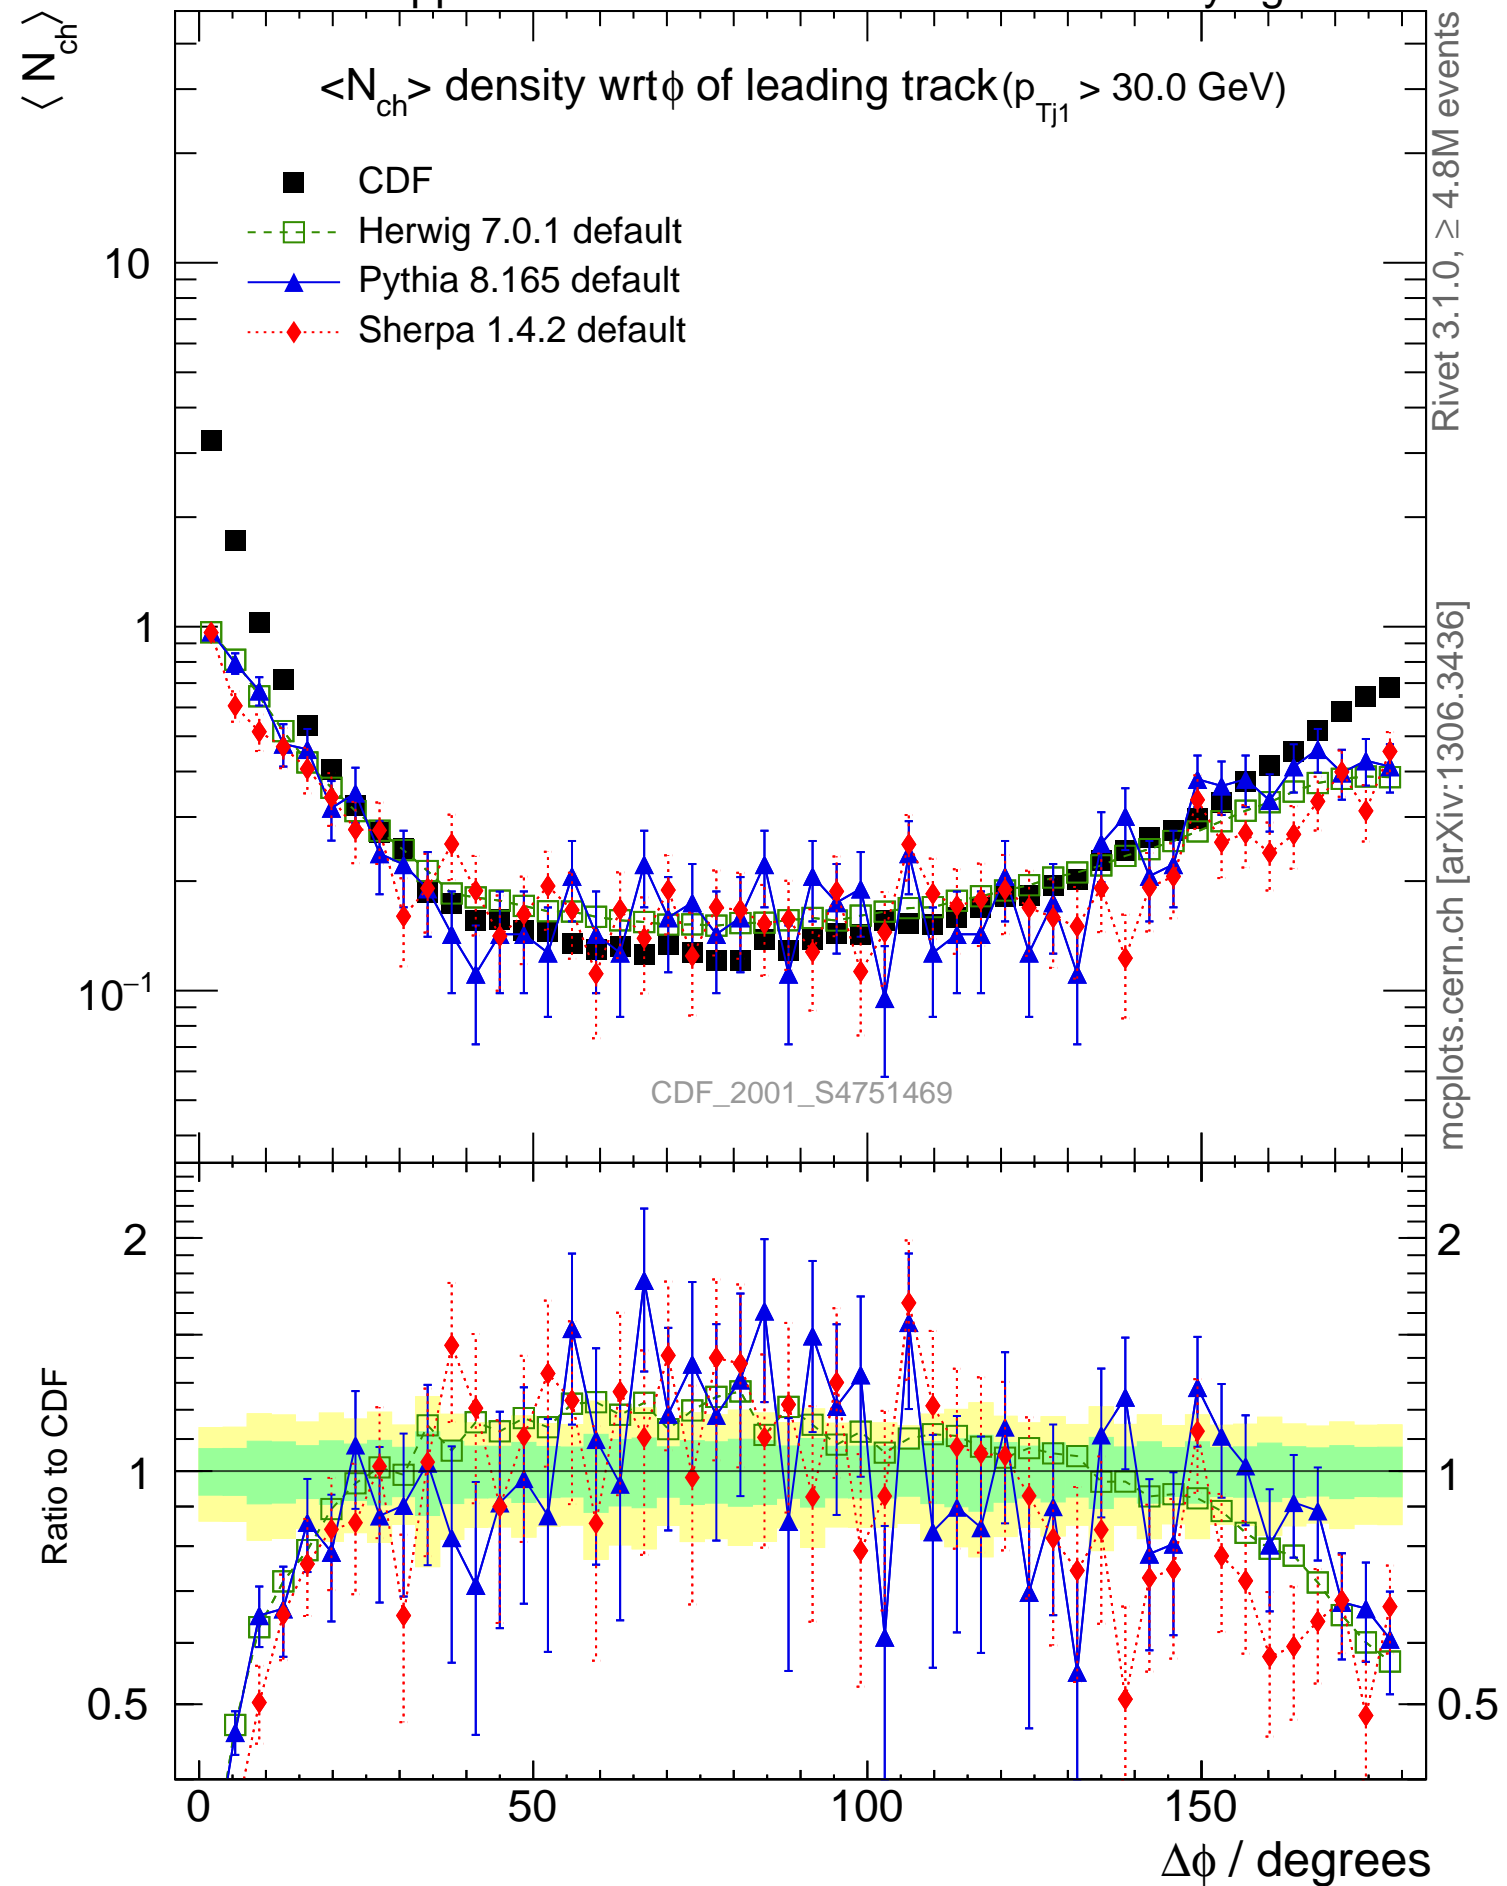 ⟨ N_ch ⟩
<N_ch> density wrt ϕ of leading track (p_Tj1 > 30.0 GeV)
CDF
Herwig 7.0.1 default
Pythia 8.165 default
Sherpa 1.4.2 default
10
1
10⁻¹
CDF_2001_S4751469
Rivet 3.1.0, ≥ 4.8M events
mcplots.cern.ch [arXiv:1306.3436]
Ratio to CDF
2
1
0.5
2
1
0.5
0 50 100 150
Δϕ / degrees